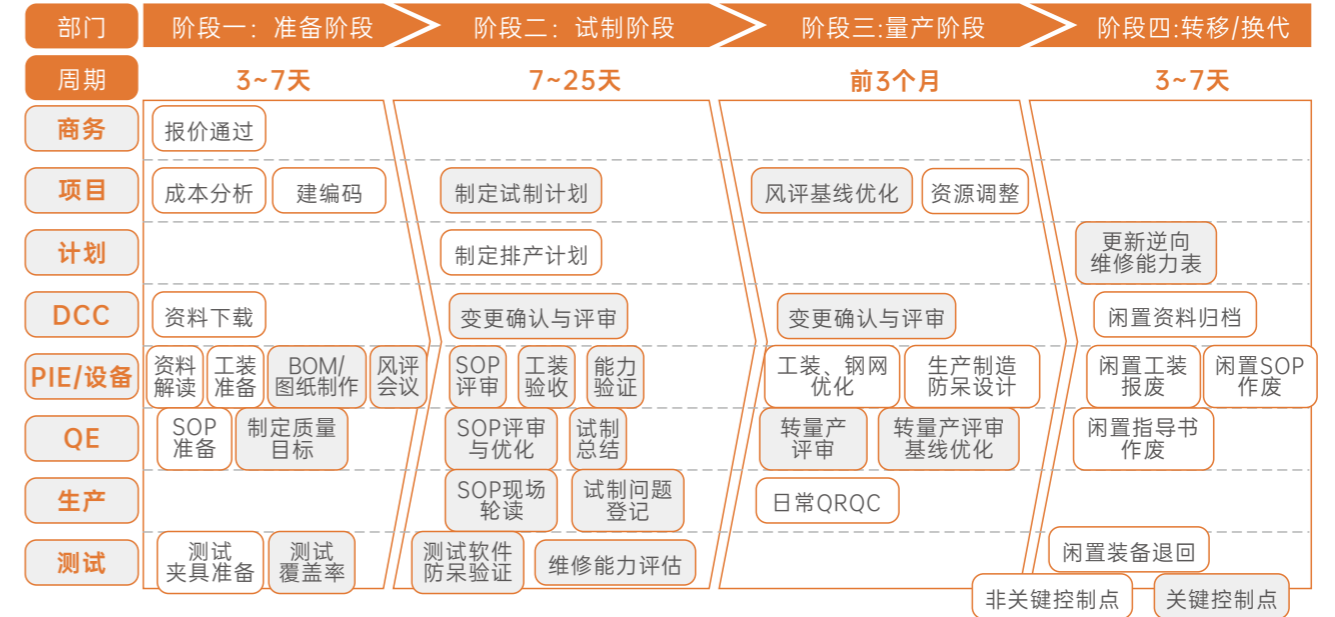 部门
阶段一：准备阶段
阶段二：试制阶段
阶段三:量产阶段
阶段四:转移/换代
周期
3~7天
7~25天
前3个月
3~7天
商务
报价通过
项目
成本分析
建编码
制定试制计划
风评基线优化
资源调整
计划
制定排产计划
更新逆向
维修能力表
DCC
资料下载
变更确认与评审
变更确认与评审
闲置资料归档
PIE/设备
资料
解读
工装
准备
BOM/
图纸制作
风评
会议
SOP
评审
工装
验收
能力
验证
工装、钢网
优化
生产制造
防呆设计
闲置工装
报废
闲置SOP
作废
QE
SOP
准备
制定质量
目标
SOP评审
与优化
试制
总结
转量产
评审
转量产评审
基线优化
闲置指导书
作废
生产
SOP现场
轮读
试制问题
登记
日常QRQC
测试
测试
夹具准备
测试
覆盖率
测试软件
防呆验证
维修能力评估
闲置装备退回
非关键控制点
关键控制点